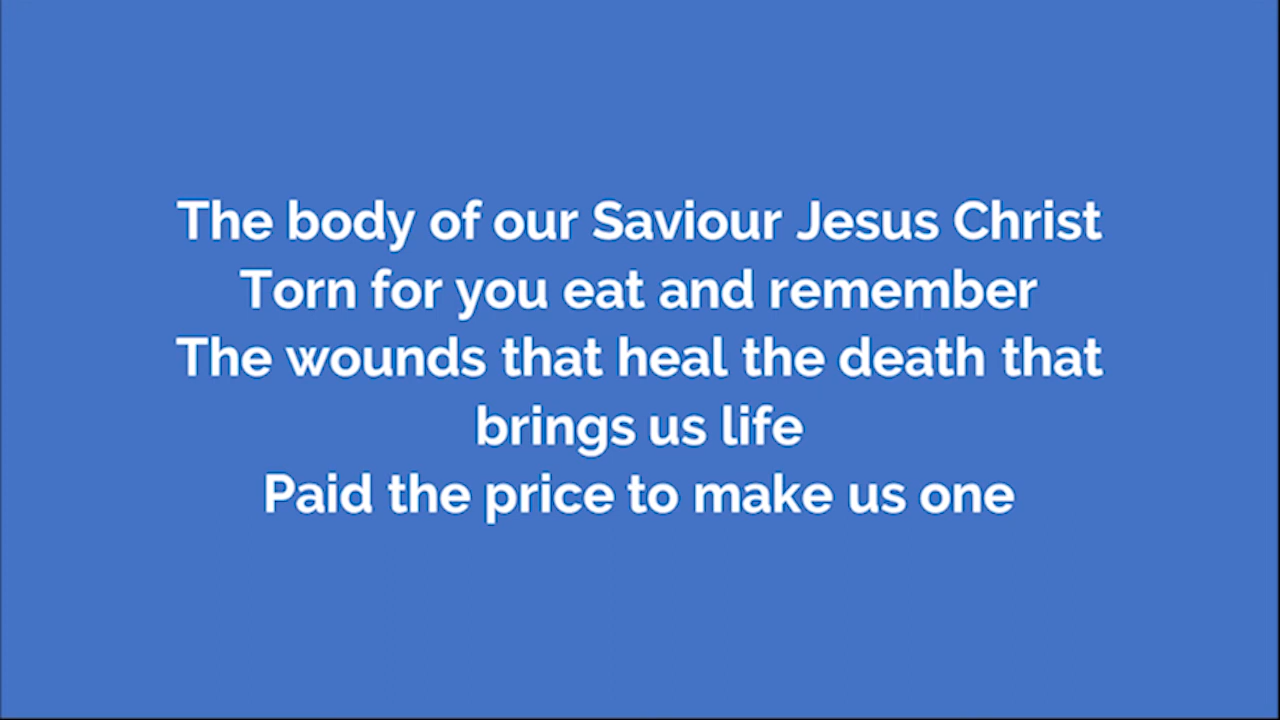 The body of our Saviour Jesus Christ
Torn for you eat and remember
The wounds that heal the death that
brings us life
Paid the price to make us one